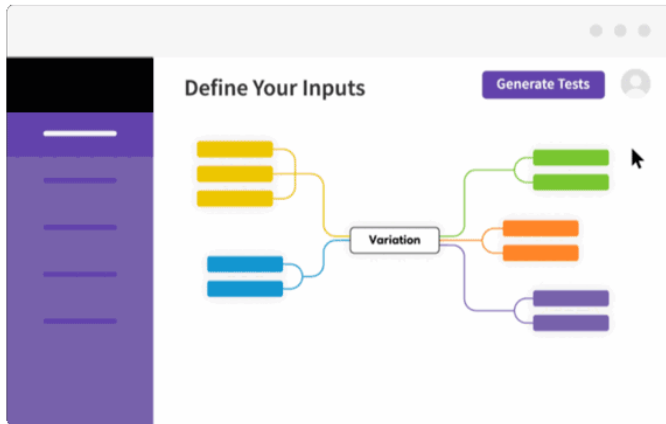 Define Your Inputs
Generate Tests
Variation